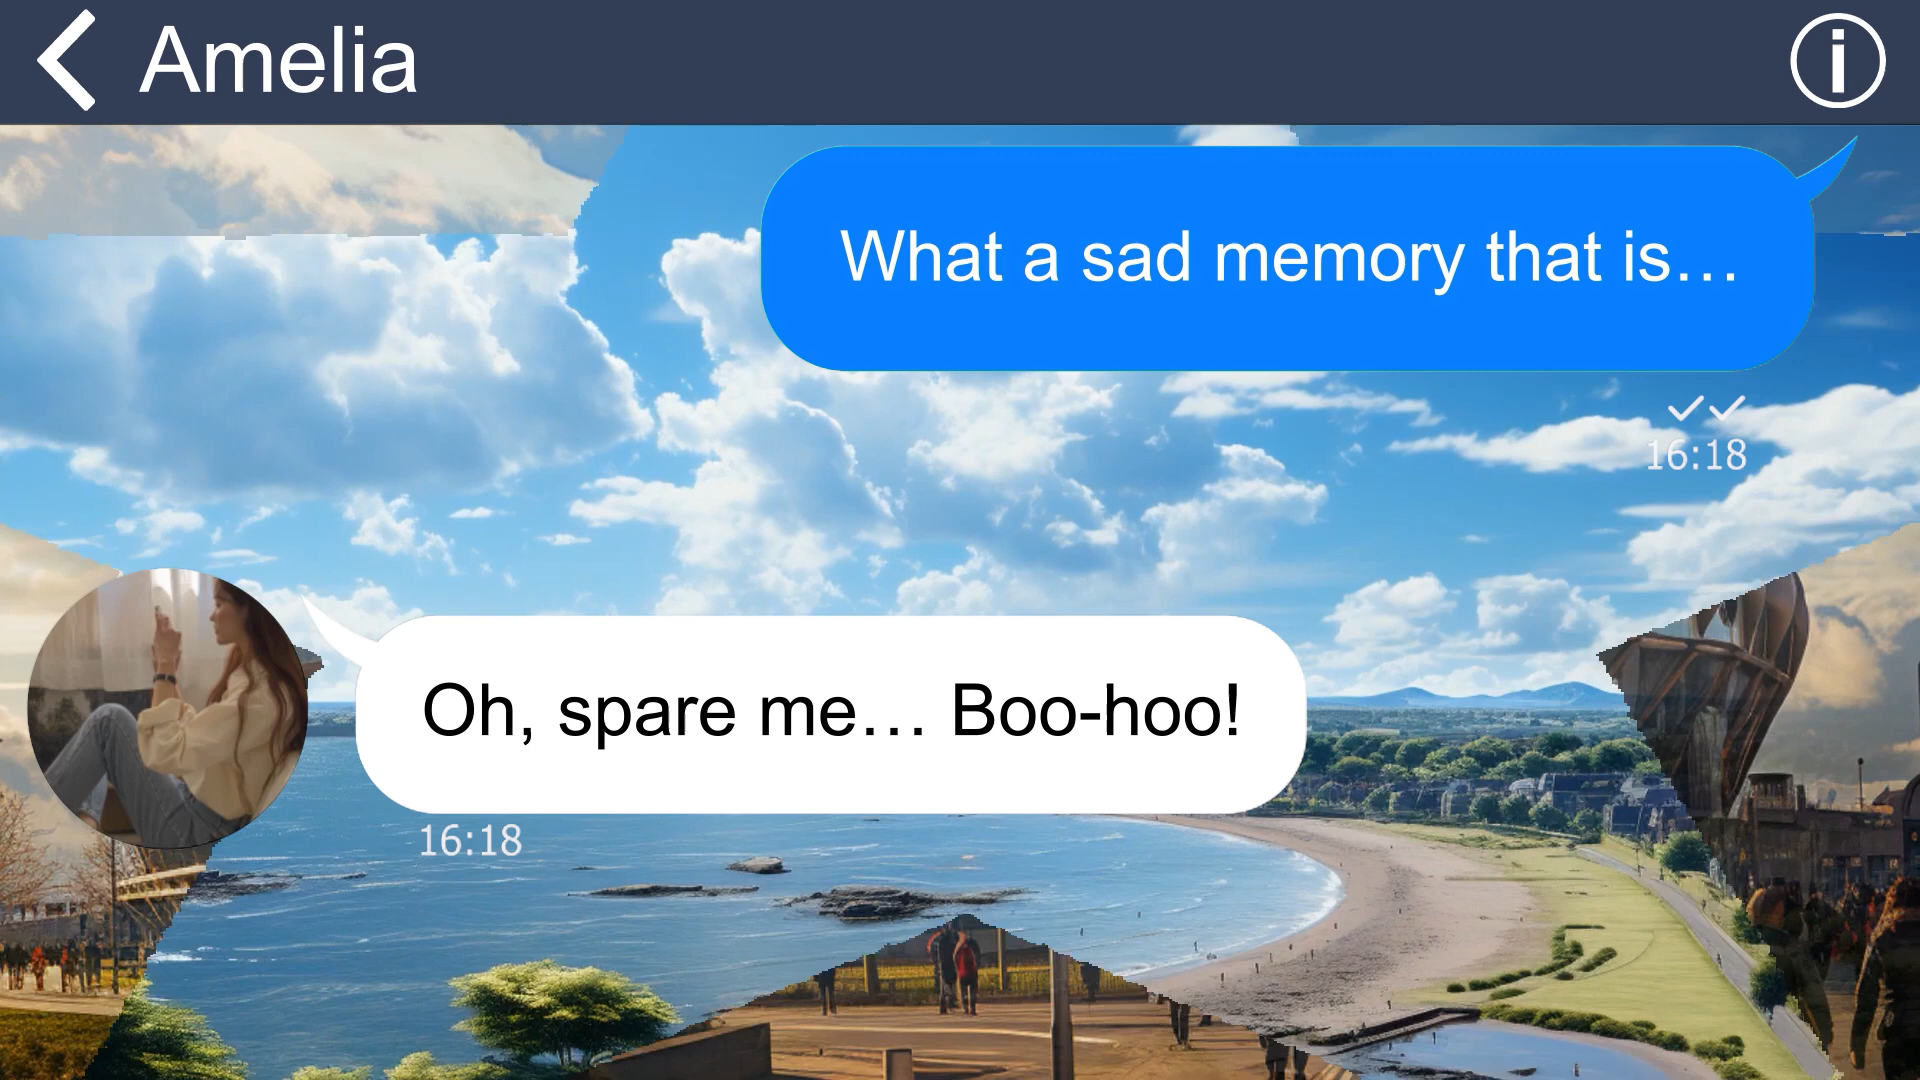 Amelia
What a sad memory that is…
16:18
Oh, spare me… Boo-hoo!
16:18